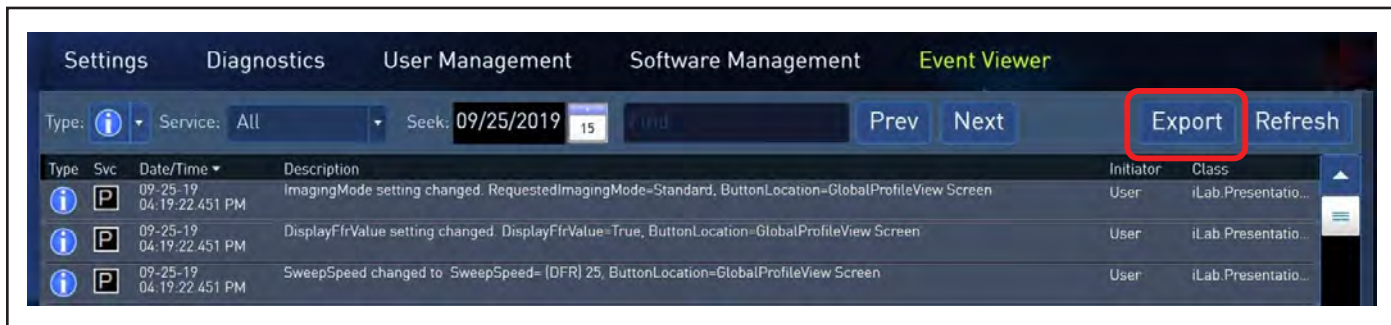 Settings Diagnostics User Management Software Management Event Viewer
Type: Service: All Seek: 09/25/2019 15 Find Prev Next Export Refresh
Type Svc Date/Time Description Initiator Class
P 09-25-19 04:19:22.451 PM ImagingMode setting changed. RequestedImagingMode=Standard, ButtonLocation=GlobalProfileView Screen User iLab.Presentatio...
P 09-25-19 04:19:22.451 PM DisplayFfrValue setting changed. DisplayFfrValue=True, ButtonLocation=GlobalProfileView Screen User iLab.Presentatio...
P 09-25-19 04:19:22.451 PM SweepSpeed changed to SweepSpeed= (DFR) 25, ButtonLocation=GlobalProfileView Screen User iLab.Presentatio...